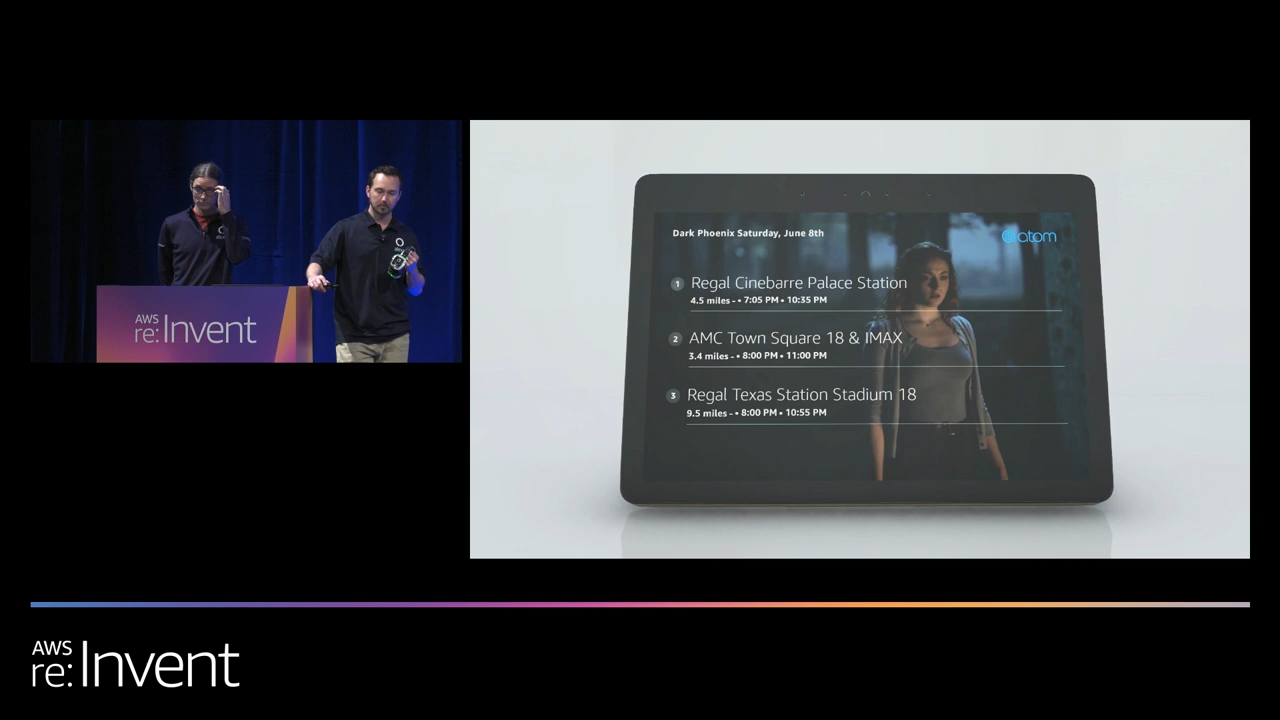 AWS
re:Invent
Dark Phoenix Saturday, June 8th
atom
1 Regal Cinebarre Palace Station
4.5 miles - • 7:05 PM • 10:35 PM
2 AMC Town Square 18 & IMAX
3.4 miles - • 8:00 PM • 11:00 PM
3 Regal Texas Station Stadium 18
9.5 miles - • 8:00 PM • 10:55 PM
AWS
re:Invent